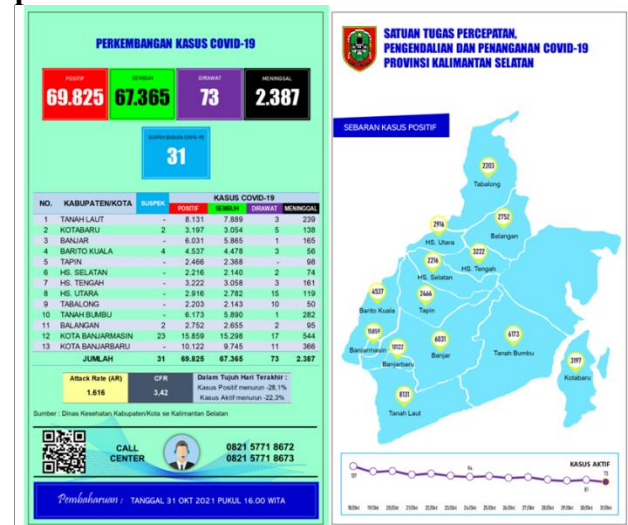 PERKEMBANGAN KASUS COVID-19
POSITIF
69.825
SEMBUH
67.365
DIRAWAT
73
MENINGGAL
2.387
31
NO. KABUPATEN/KOTA SUSPEK KASUS COVID-19
POSITIF SEMBUH DIRAWAT MENINGGAL
1 TANAH LAUT - 8.131 7.889 3 239
2 KOTABARU 2 3.197 3.054 5 138
3 BANJAR - 6.031 5.865 1 165
4 BARITO KUALA 4 4.537 4.478 3 56
5 TAPIN - 2.466 2.368 - 98
6 HS. SELATAN - 2.216 2.140 2 74
7 HS. TENGAH - 3.222 3.058 3 161
8 HS. UTARA - 2.916 2.782 15 119
9 TABALONG - 2.203 2.143 10 50
10 TANAH BUMBU - 6.173 5.890 1 282
11 BALANGAN 2 2.752 2.655 2 95
12 KOTA BANJARMASIN 23 15.859 15.298 17 544
13 KOTA BANJARBARU - 10.122 9.745 11 366
JUMLAH 31 69.825 67.365 73 2.387
Attack Rate (AR)
1.616
CFR
3,42
Dalam Tujuh Hari Terakhir :
Kasus Positif menurun -28,1%
Kasus Aktif menurun -22,3%
Sumber : Dinas Kesehatan Kabupaten/Kota se Kalimantan Selatan
CALL CENTER
0821 5771 8672
0821 5771 8673
Pembaharuan : TANGGAL 31 OKT 2021 PUKUL 16.00 WITA
SATUAN TUGAS PERCEPATAN,
PENGENDALIAN DAN PENANGANAN COVID-19
PROVINSI KALIMANTAN SELATAN
SEBARAN KASUS POSITIF
2203
Tabalong
2916
HS. Utara
2752
Balangan
3222
HS. Tengah
2216
HS. Selatan
4537
Barito Kuala
2466
Tapin
15859
Banjarmasin
10122
Banjarbaru
6031
Banjar
6173
Tanah Bumbu
3197
Kotabaru
8131
Tanah Laut
KASUS AKTIF
107
94
81
73